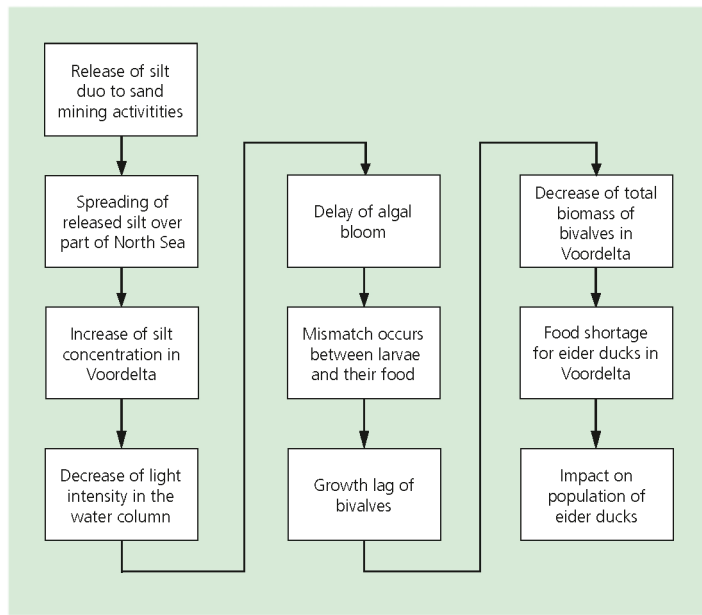 Release of silt
duo to sand
mining activitities
Spreading of
released silt over
part of North Sea
Increase of silt
concentration in
Voordelta
Decrease of light
intensity in the
water column
Delay of algal
bloom
Mismatch occurs
between larvae
and their food
Growth lag of
bivalves
Decrease of total
biomass of
bivalves in
Voordelta
Food shortage
for eider ducks in
Voordelta
Impact on
population of
eider ducks